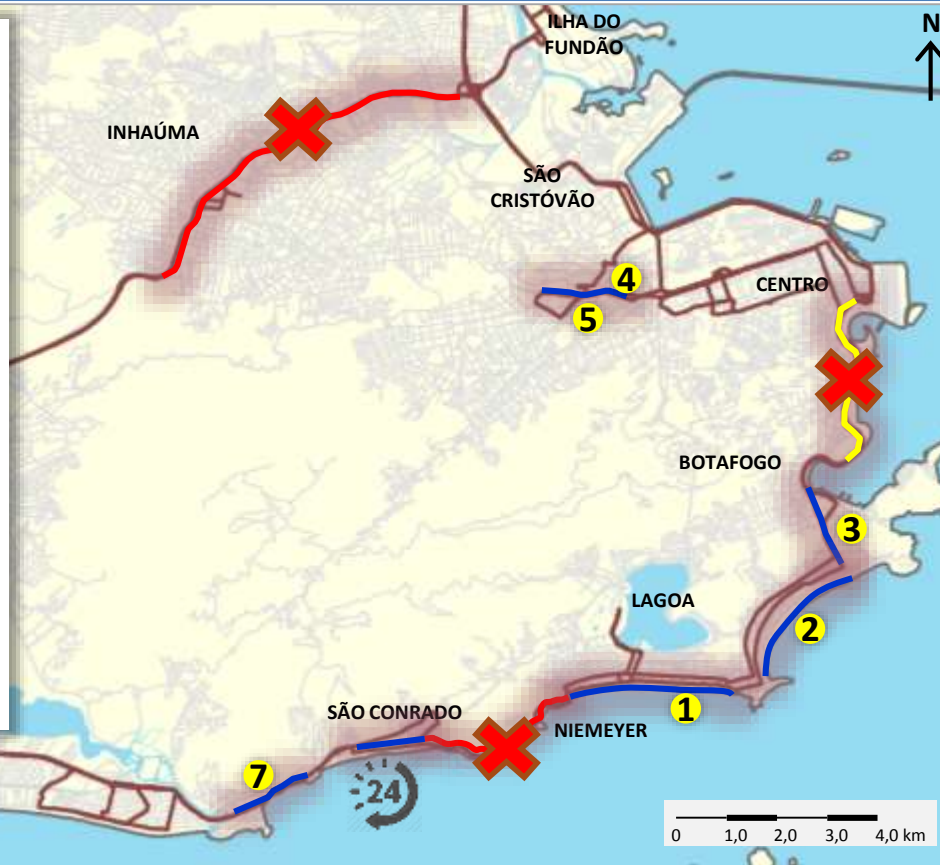 ILHA DO
FUNDÃO
N
INHAÚMA
SÃO
CRISTÓVÃO
4
CENTRO
5
BOTAFOGO
3
LAGOA
2
SÃO CONRADO
1
NIEMEYER
7
24
0 1,0 2,0 3,0 4,0 km